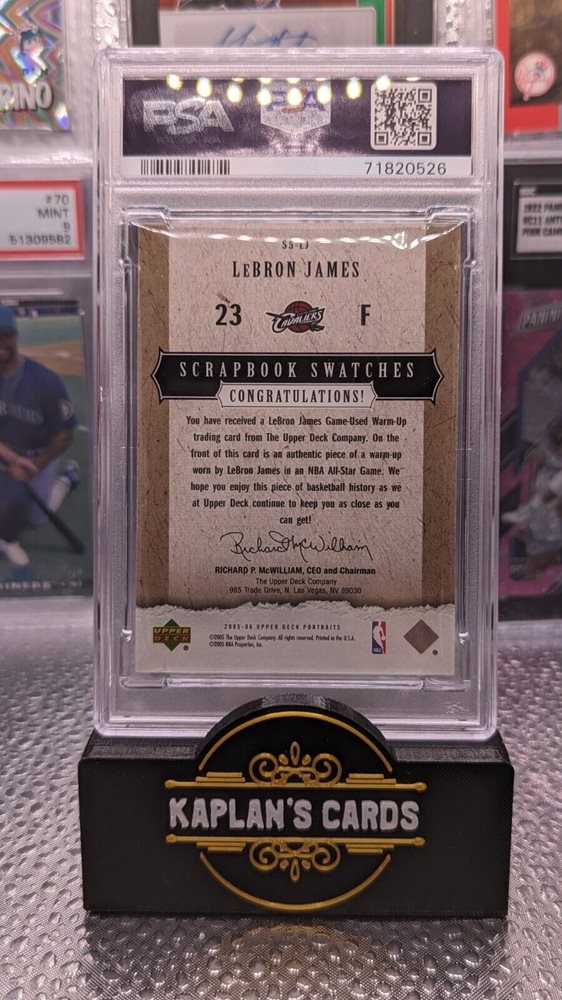 RINO
PSA
PSA
71820526
#70
MINT
9
51309582
SS-LJ
LEBRON JAMES
23
CAVALIERS
F
SCRAPBOOK SWATCHES
CONGRATULATIONS!
You have received a LeBron James Game-Used Warm-Up
trading card from The Upper Deck Company. On the
front of this card is an authentic piece of a warm-up
worn by LeBron James in an NBA All-Star Game. We
hope you enjoy this piece of basketball history as we
at Upper Deck continue to keep you as close as you
can get!
Richard P. McWilliam
RICHARD P. McWILLIAM, CEO and Chairman
The Upper Deck Company
985 Trade Drive, N. Las Vegas, NV 89030
2005-06 UPPER DECK PORTRAITS
©2005 The Upper Deck Company. All rights reserved. Printed in the U.S.A.
©2005 NBA Properties, Inc.
UPPER
DECK
NBA
PANINI
KAPLAN'S CARDS